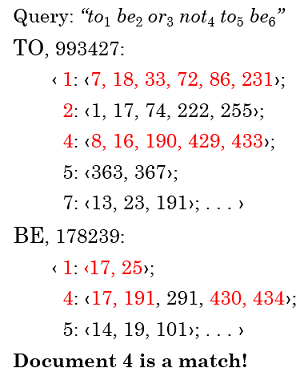 Query: “to₁ be₂ or₃ not₄ to₅ be₆”
TO, 993427:
‹ 1: ‹7, 18, 33, 72, 86, 231›;
2: ‹1, 17, 74, 222, 255›;
4: ‹8, 16, 190, 429, 433›;
5: ‹363, 367›;
7: ‹13, 23, 191›; . . . ›
BE, 178239:
‹ 1: ‹17, 25›;
4: ‹17, 191, 291, 430, 434›;
5: ‹14, 19, 101›; . . . ›
Document 4 is a match!